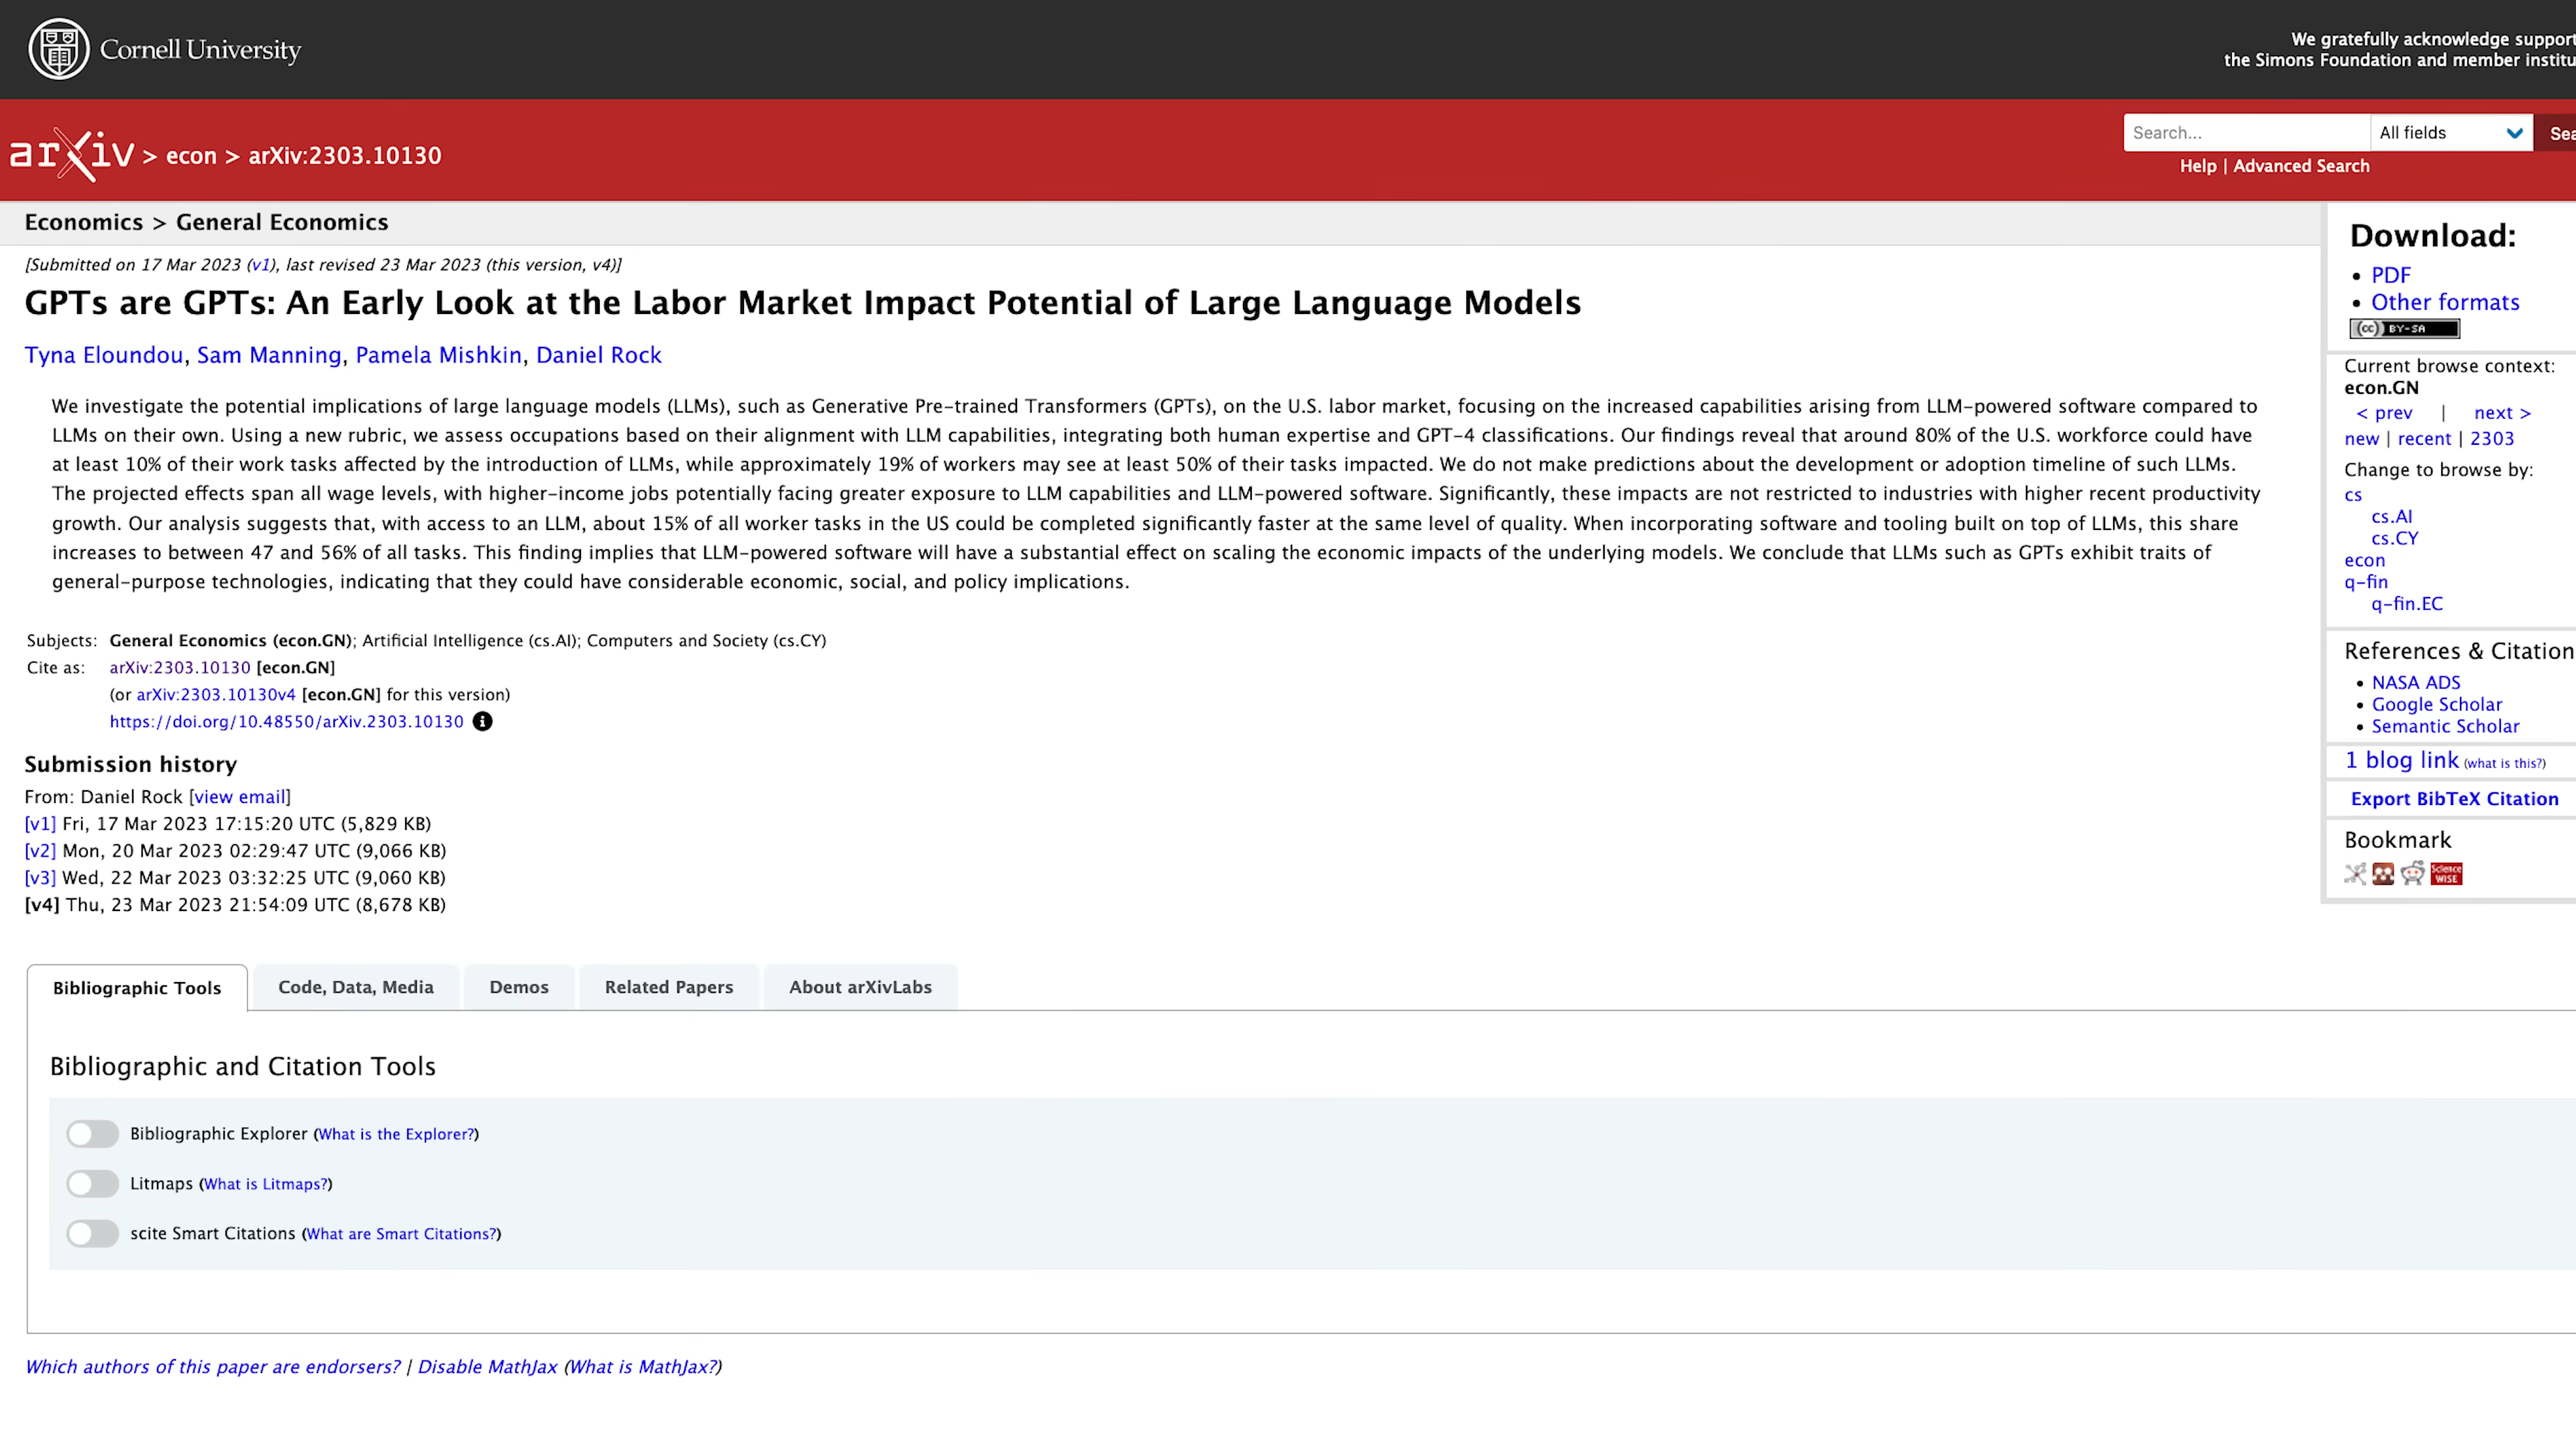 Cornell University
We gratefully acknowledge support
the Simons Foundation and member institu
arXiv > econ > arXiv:2303.10130
Search...
All fields
Sea
Help | Advanced Search
Economics > General Economics
[Submitted on 17 Mar 2023 (v1), last revised 23 Mar 2023 (this version, v4)]
GPTs are GPTs: An Early Look at the Labor Market Impact Potential of Large Language Models
Tyna Eloundou, Sam Manning, Pamela Mishkin, Daniel Rock
We investigate the potential implications of large language models (LLMs), such as Generative Pre-trained Transformers (GPTs), on the U.S. labor market, focusing on the increased capabilities arising from LLM-powered software compared to
LLMs on their own. Using a new rubric, we assess occupations based on their alignment with LLM capabilities, integrating both human expertise and GPT-4 classifications. Our findings reveal that around 80% of the U.S. workforce could have
at least 10% of their work tasks affected by the introduction of LLMs, while approximately 19% of workers may see at least 50% of their tasks impacted. We do not make predictions about the development or adoption timeline of such LLMs.
The projected effects span all wage levels, with higher-income jobs potentially facing greater exposure to LLM capabilities and LLM-powered software. Significantly, these impacts are not restricted to industries with higher recent productivity
growth. Our analysis suggests that, with access to an LLM, about 15% of all worker tasks in the US could be completed significantly faster at the same level of quality. When incorporating software and tooling built on top of LLMs, this share
increases to between 47 and 56% of all tasks. This finding implies that LLM-powered software will have a substantial effect on scaling the economic impacts of the underlying models. We conclude that LLMs such as GPTs exhibit traits of
general-purpose technologies, indicating that they could have considerable economic, social, and policy implications.
Subjects: General Economics (econ.GN); Artificial Intelligence (cs.AI); Computers and Society (cs.CY)
Cite as: arXiv:2303.10130 [econ.GN]
(or arXiv:2303.10130v4 [econ.GN] for this version)
https://doi.org/10.48550/arXiv.2303.10130
Submission history
From: Daniel Rock [view email]
[v1] Fri, 17 Mar 2023 17:15:20 UTC (5,829 KB)
[v2] Mon, 20 Mar 2023 02:29:47 UTC (9,066 KB)
[v3] Wed, 22 Mar 2023 03:32:25 UTC (9,060 KB)
[v4] Thu, 23 Mar 2023 21:54:09 UTC (8,678 KB)
Download:
PDF
Other formats
(cc) BY-SA
Current browse context:
econ.GN
< prev | next >
new | recent | 2303
Change to browse by:
cs
cs.AI
cs.CY
econ
q-fin
q-fin.EC
References & Citation
NASA ADS
Google Scholar
Semantic Scholar
1 blog link (what is this?)
Export BibTeX Citation
Bookmark
Science
WISE
Bibliographic Tools
Code, Data, Media
Demos
Related Papers
About arXivLabs
Bibliographic and Citation Tools
Bibliographic Explorer (What is the Explorer?)
Litmaps (What is Litmaps?)
scite Smart Citations (What are Smart Citations?)
Which authors of this paper are endorsers? | Disable MathJax (What is MathJax?)